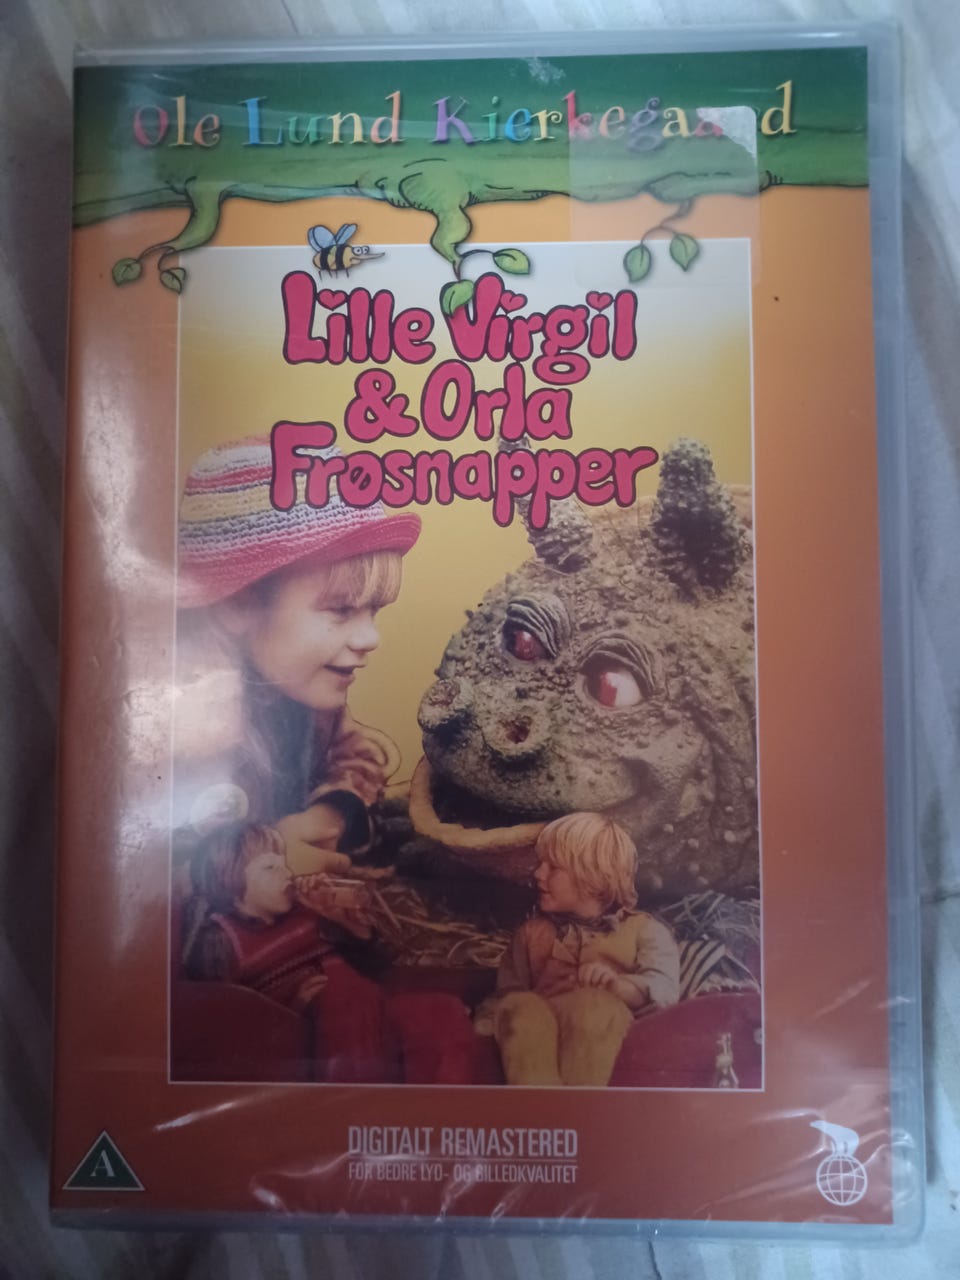 Ole Lund Kierkegaard
Lille Virgil
& Orla
Frøsnapper
DIGITALT REMASTERED
FOR BEDRE LYD- OG BILLEDKVALITET
A